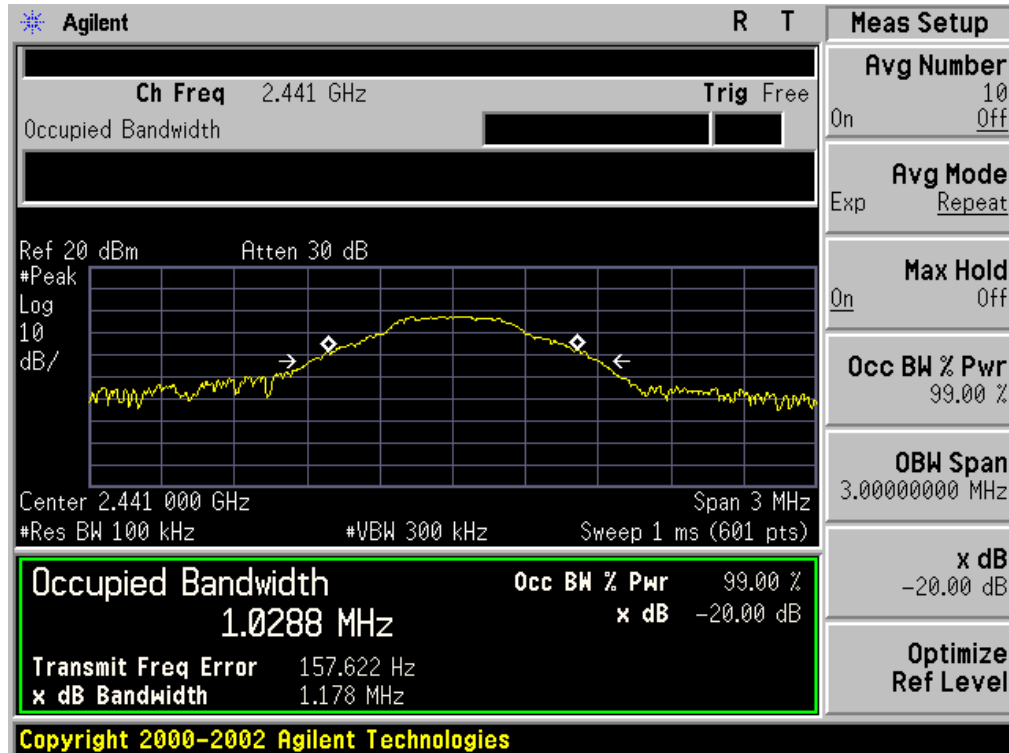 Agilent
R T
Ch Freq 2.441 GHz
Trig Free
Occupied Bandwidth
Ref 20 dBm
Atten 30 dB
#Peak
Log
10
dB/
Center 2.441 000 GHz
Span 3 MHz
#Res BW 100 kHz
#VBW 300 kHz
Sweep 1 ms (601 pts)
Occupied Bandwidth
1.0288 MHz
Occ BW % Pwr 99.00 %
x dB -20.00 dB
Transmit Freq Error 157.622 Hz
x dB Bandwidth 1.178 MHz
Copyright 2000-2002 Agilent Technologies
Meas Setup
Avg Number
10
On Off
Avg Mode
Exp Repeat
Max Hold
On Off
Occ BW % Pwr
99.00 %
OBW Span
3.00000000 MHz
x dB
-20.00 dB
Optimize
Ref Level